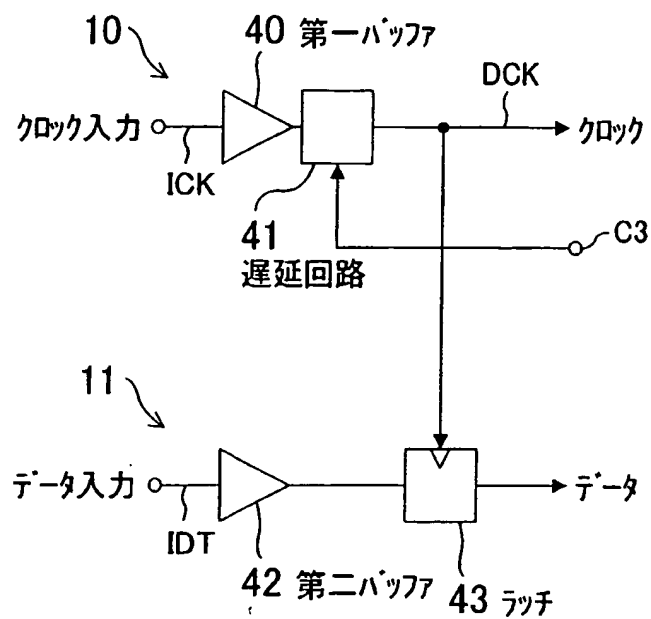 10
40 第一バッファ
DCK
クロック入力
クロック
ICK
C3
41
遅延回路
11
データ入力
データ
IDT
42 第二バッファ
43 ラッチ